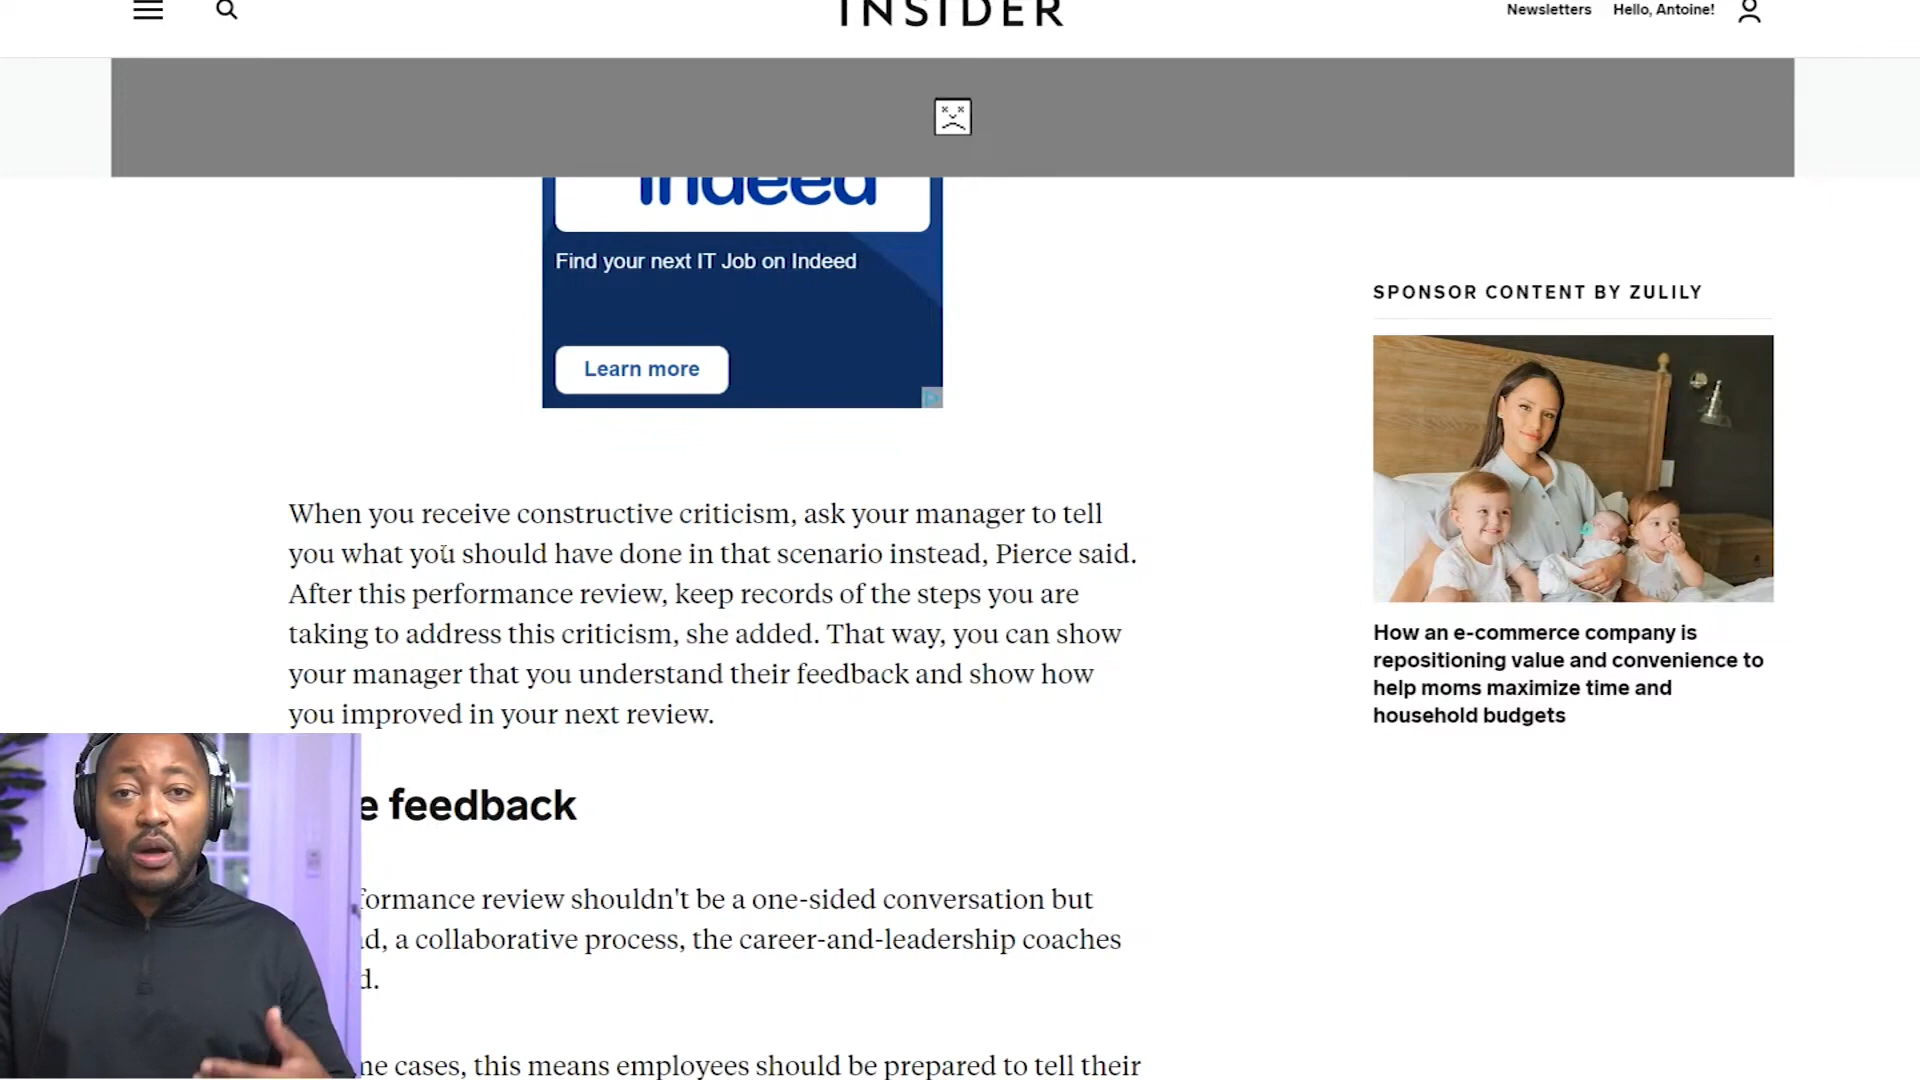 INSIDER
Newsletters
Hello, Antoine!
Indeed
Find your next IT Job on Indeed
Learn more
SPONSOR CONTENT BY ZULILY
How an e-commerce company is
repositioning value and convenience to
help moms maximize time and
household budgets
When you receive constructive criticism, ask your manager to tell
you what you should have done in that scenario instead, Pierce said.
After this performance review, keep records of the steps you are
taking to address this criticism, she added. That way, you can show
your manager that you understand their feedback and show how
you improved in your next review.
e feedback
formance review shouldn't be a one-sided conversation but
d, a collaborative process, the career-and-leadership coaches
d.
me cases, this means employees should be prepared to tell their